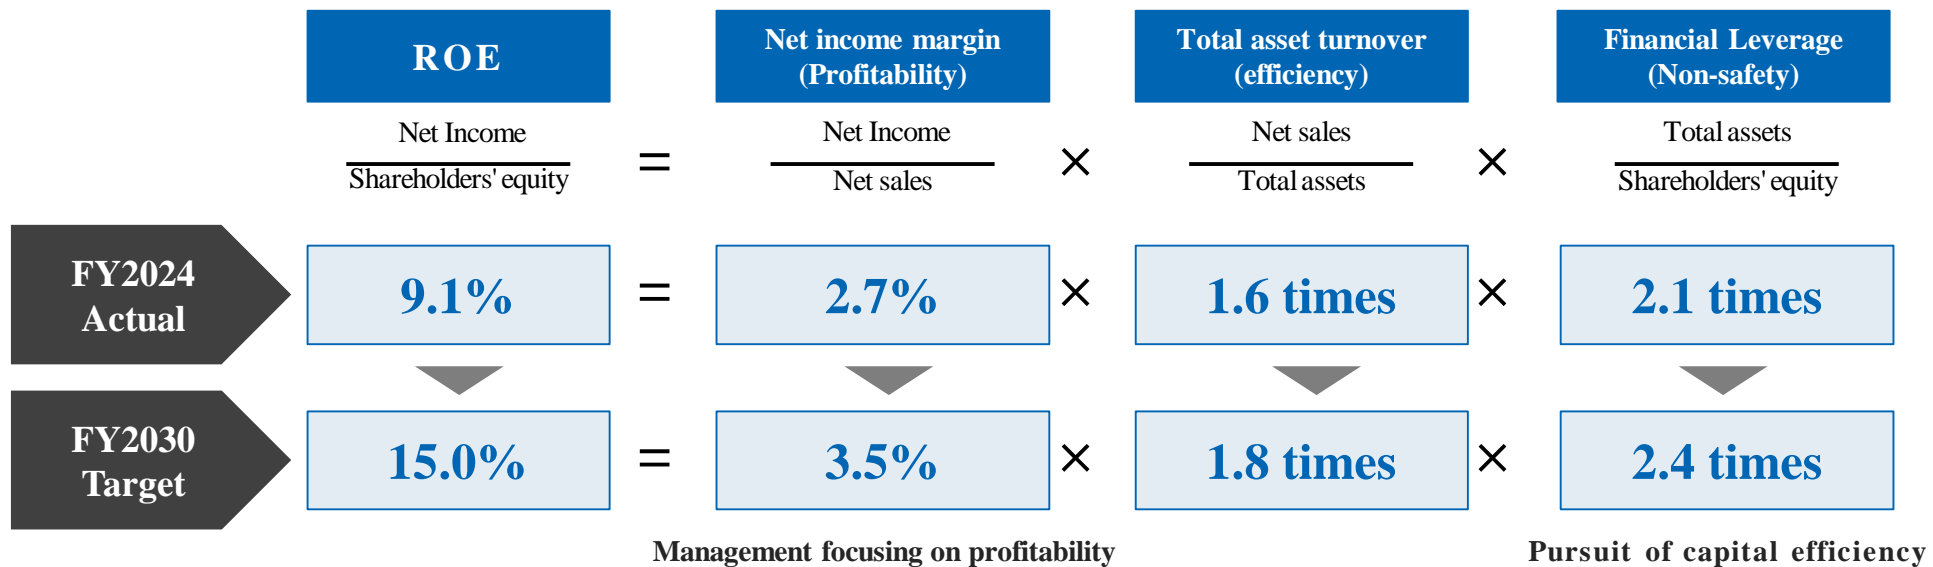 ROE
Net income margin
(Profitability)
Total asset turnover
(efficiency)
Financial Leverage
(Non-safety)
Net Income
Shareholders' equity
=
Net Income
Net sales
×
Net sales
Total assets
×
Total assets
Shareholders' equity
FY2024
Actual
9.1%
=
2.7%
×
1.6 times
×
2.1 times
FY2030
Target
15.0%
=
3.5%
×
1.8 times
×
2.4 times
Management focusing on profitability
Pursuit of capital efficiency